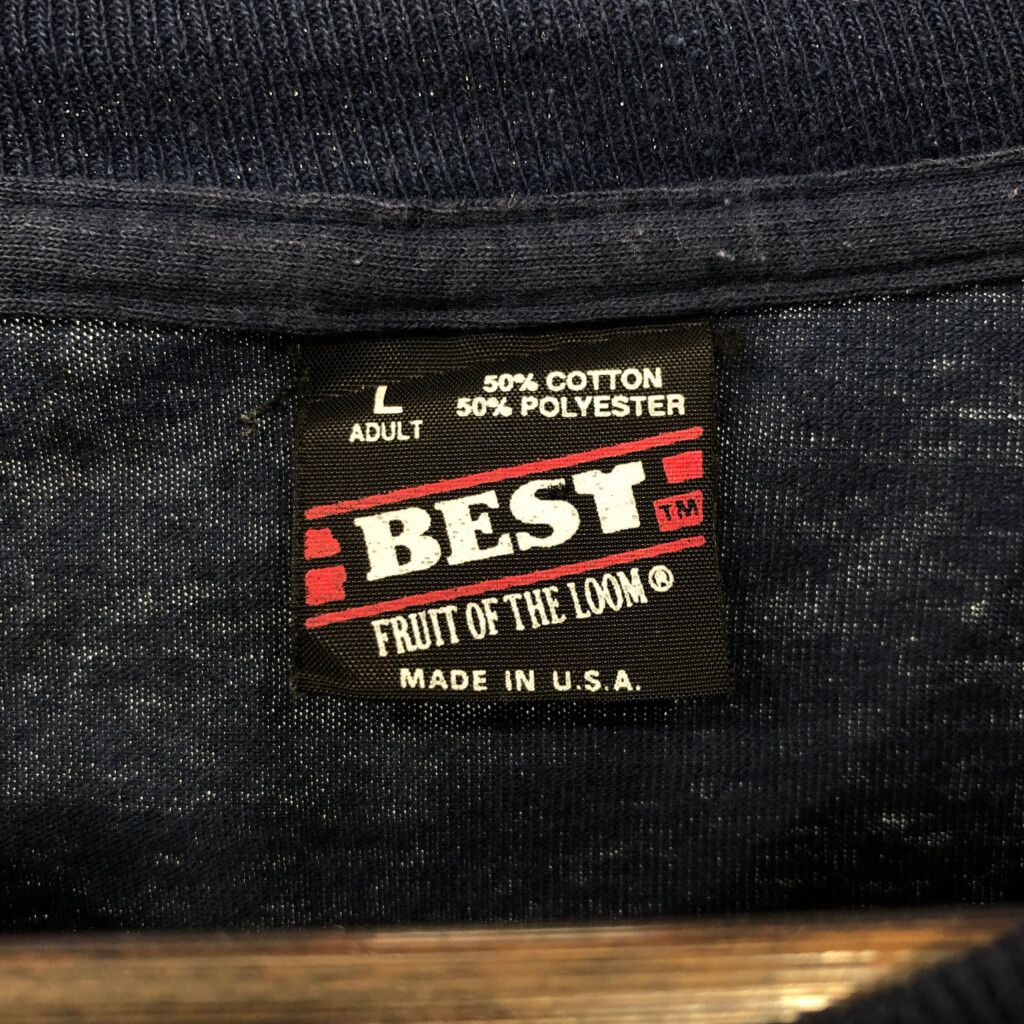 L
ADULT
50% COTTON
50% POLYESTER
BEST
TM
FRUIT OF THE LOOM®
MADE IN U.S.A.